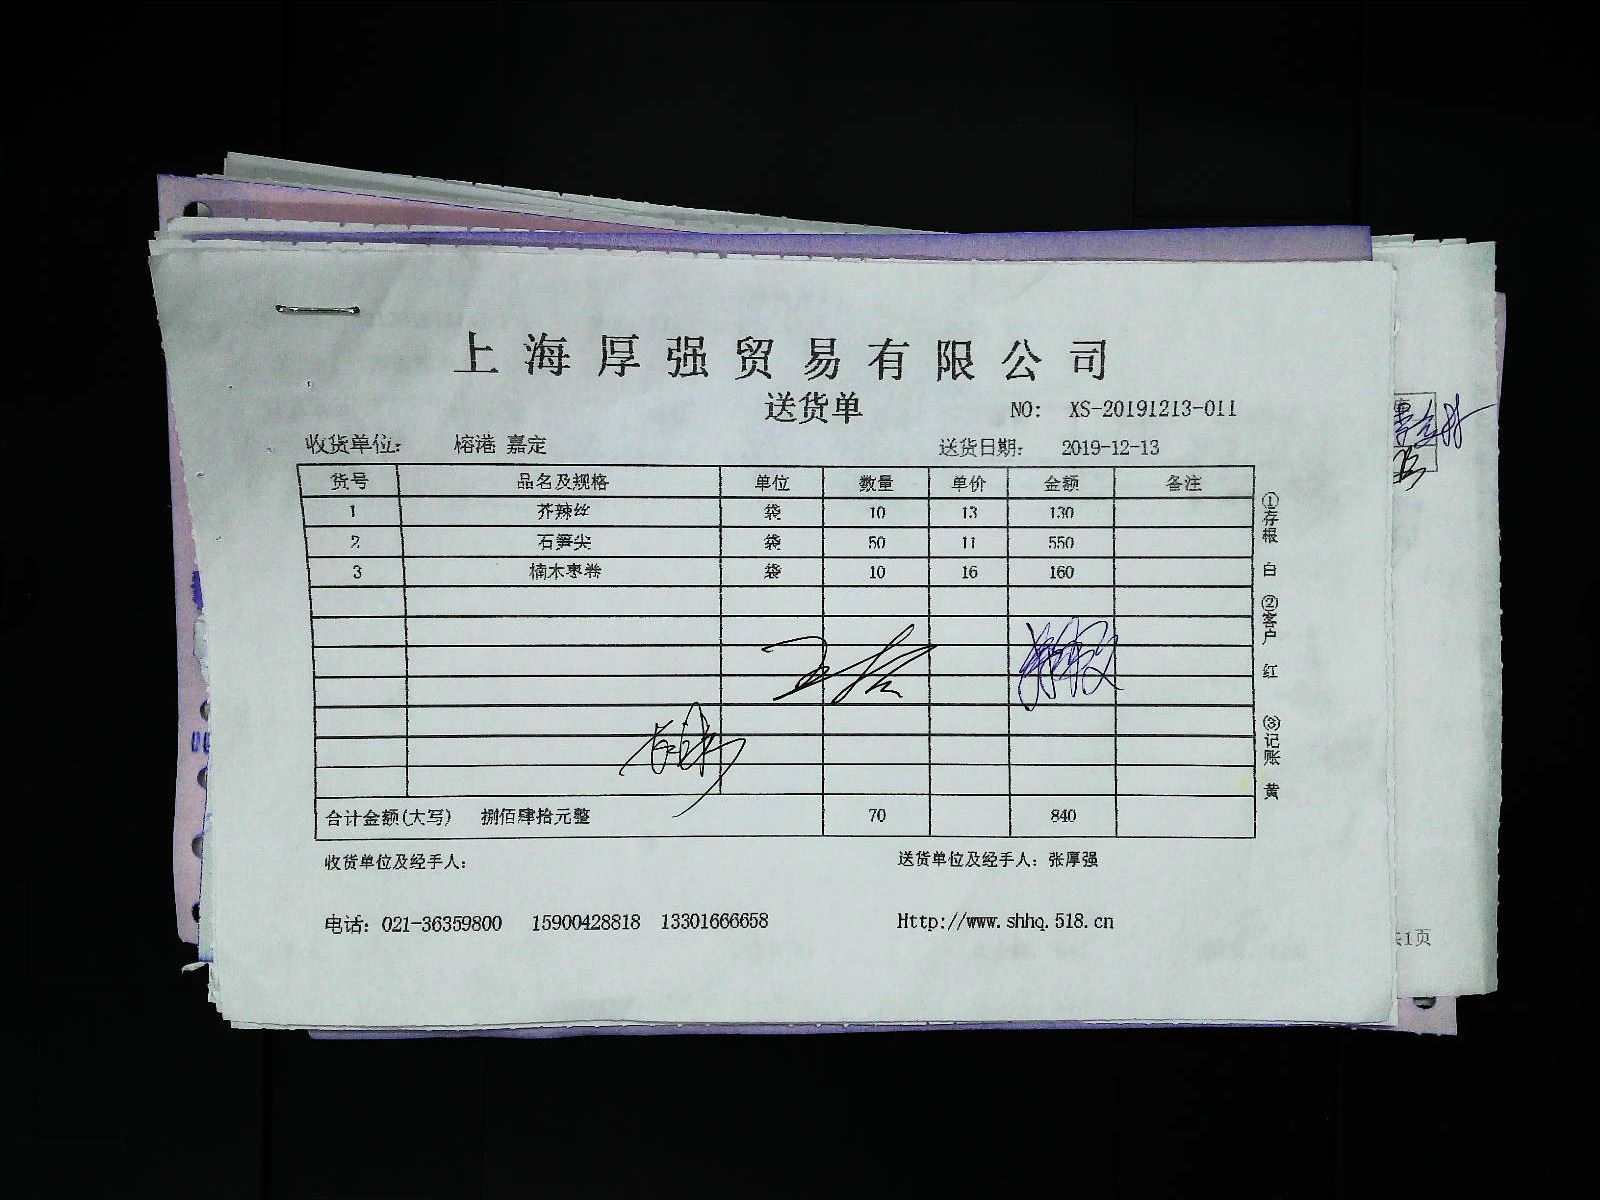 上海厚强贸易有限公司
送货单
NO: XS-20191213-011
收货单位: 榕港 嘉定 送货日期: 2019-12-13
货号 品名及规格 单位 数量 单价 金额 备注
1 芥辣丝 袋 10 13 130
2 石笋尖 袋 50 11 550
3 楠木枣卷 袋 10 16 160
合计金额(大写) 捌佰肆拾元整 70 840
收货单位及经手人: 送货单位及经手人: 张厚强
电话: 021-36359800 15900428818 13301666658 Http://www.shhq.518.cn
①存根 白 ②客户 红 ③记账 黄
1页